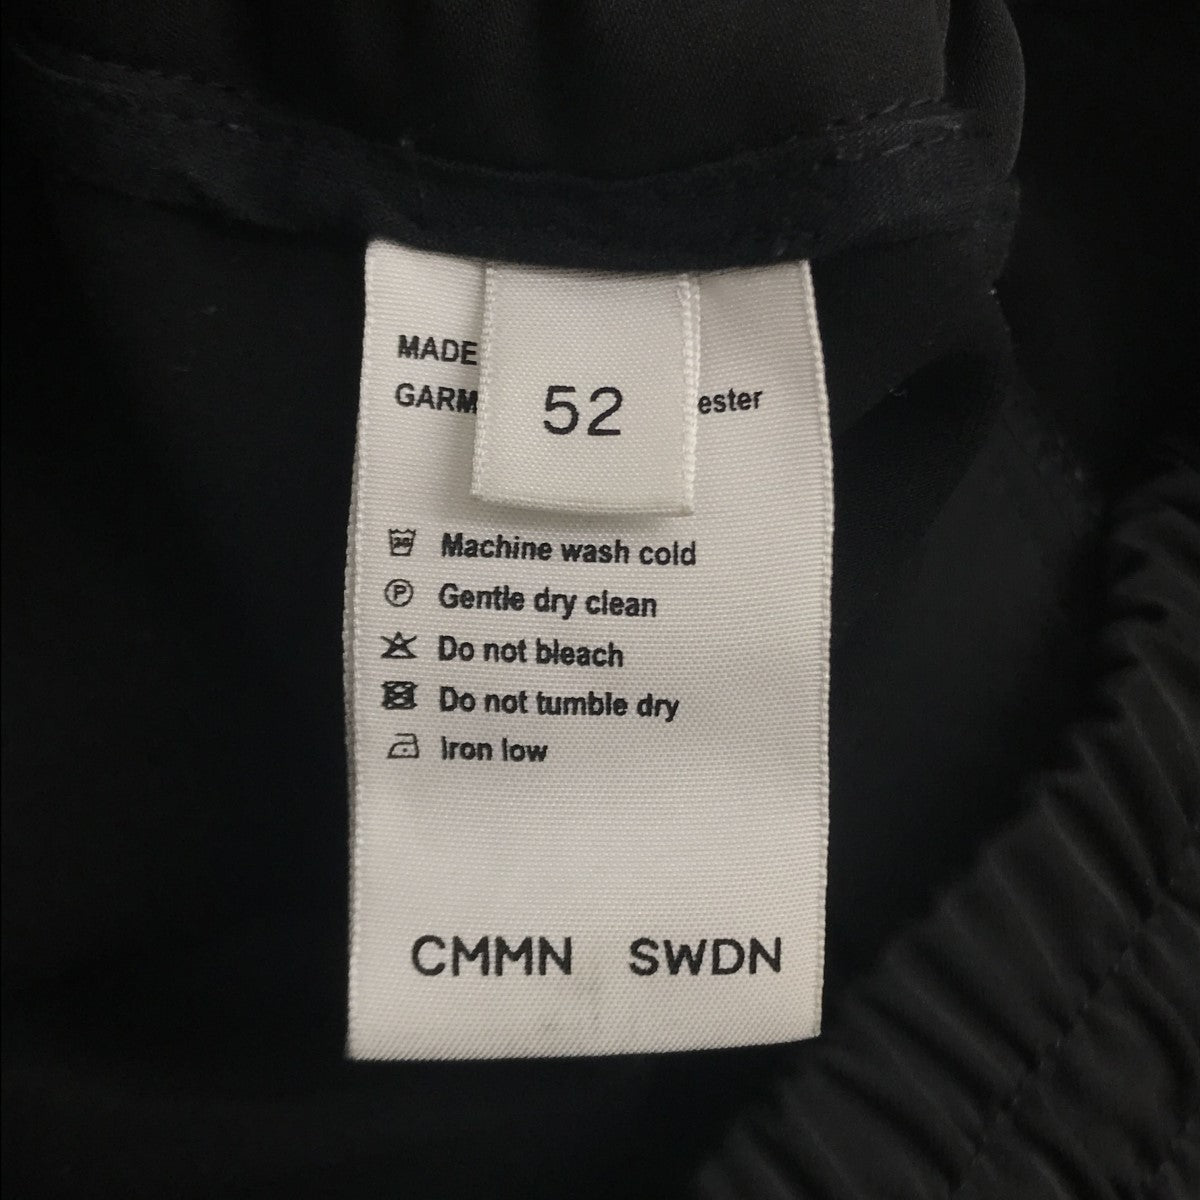 MADE
GARM ester
52
30 Machine wash cold
P Gentle dry clean
Do not bleach
Do not tumble dry
Iron low
CMMN SWDN